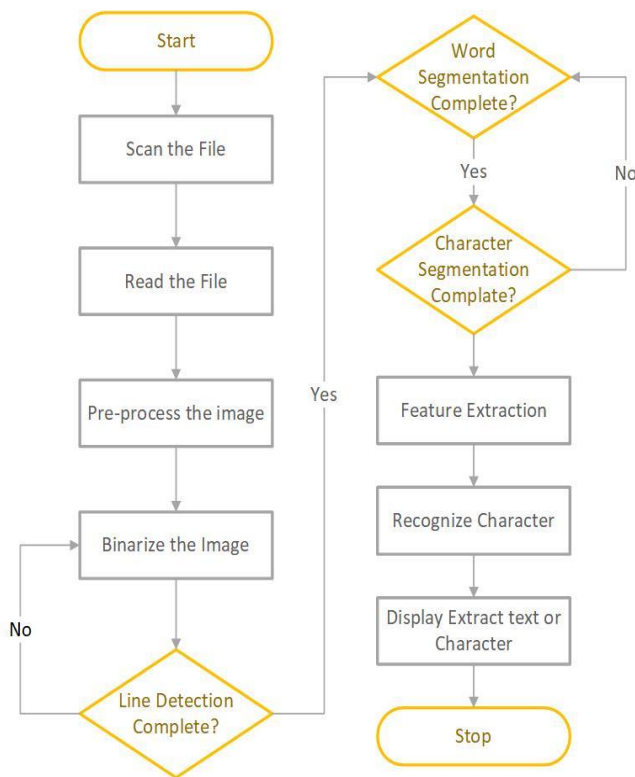 Start
Scan the File
Read the File
Pre-process the image
Binarize the Image
No
Line Detection
Complete?
Yes
Word
Segmentation
Complete?
Yes
No
Character
Segmentation
Complate?
Feature Extraction
Recognize Character
Display Extract text or
Character
Stop